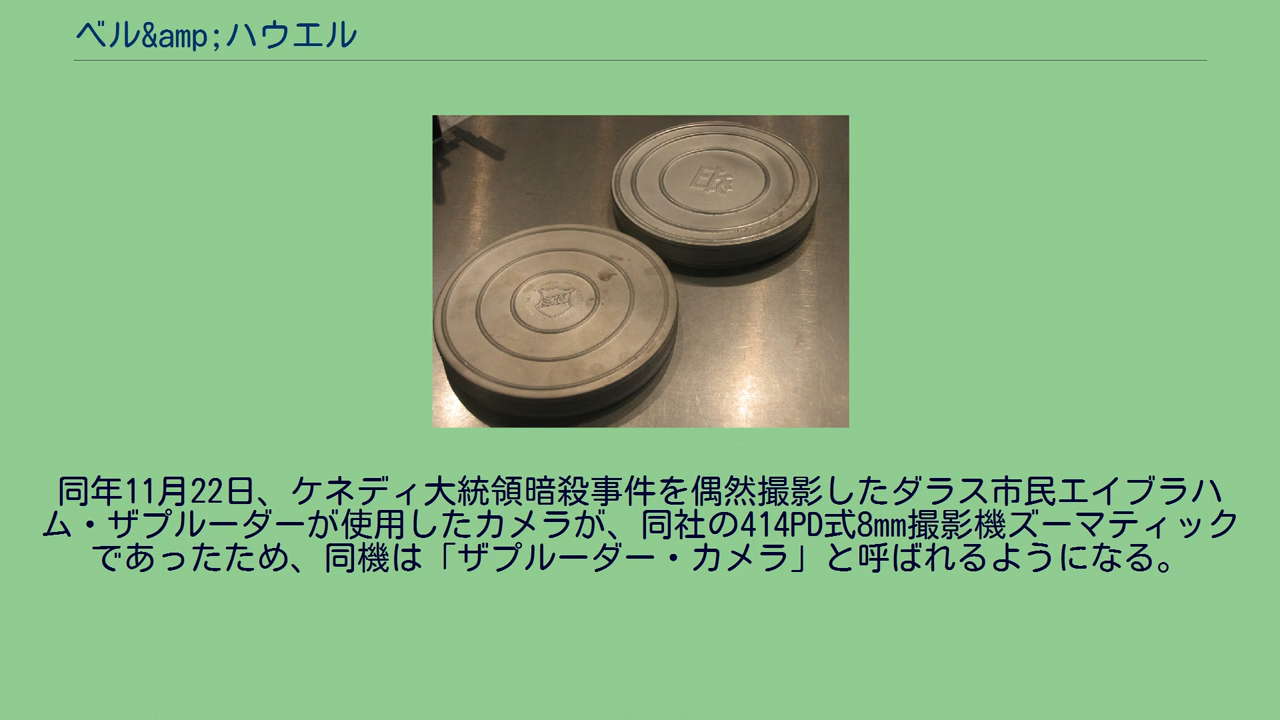 ベル&amp;ハウエル
同年11月22日、ケネディ大統領暗殺事件を偶然撮影したダラス市民エイブラハ
ム・ザプルーダーが使用したカメラが、同社の414PD式8mm撮影機ズーマティック
であったため、同機は「ザプルーダー・カメラ」と呼ばれるようになる。